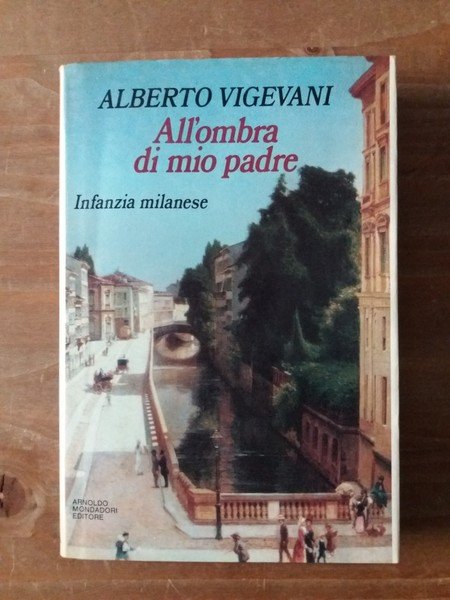 ALBERTO VIGEVANI
All'ombra
di mio padre
Infanzia milanese
ARNOLDO
MONDADORI
EDITORE